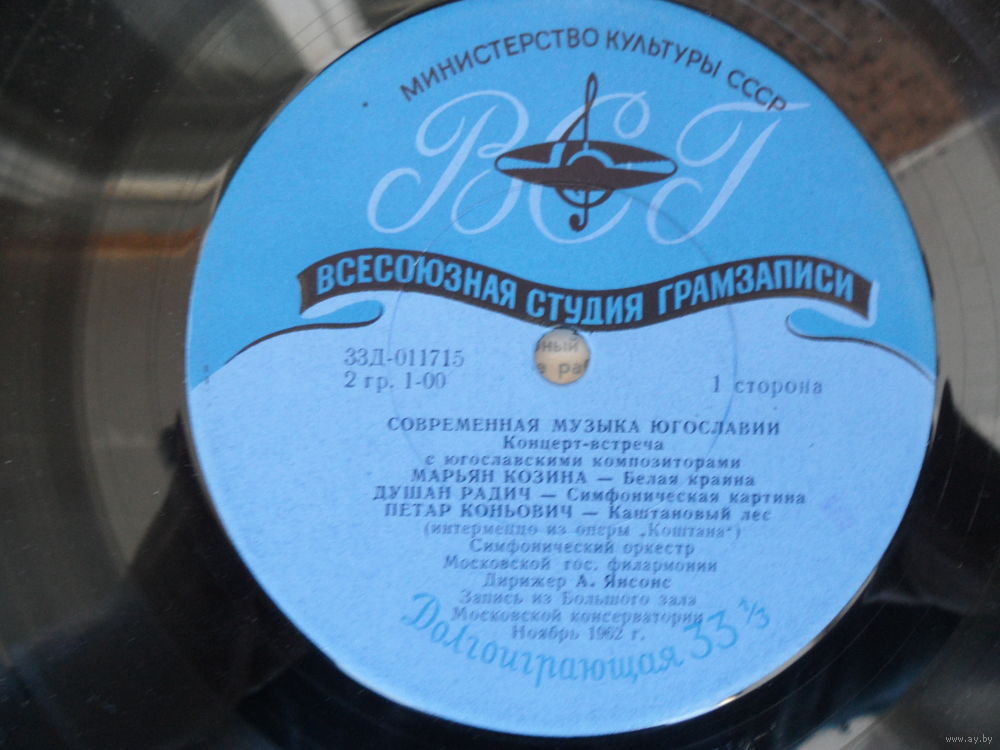 МИНИСТЕРСТВО КУЛЬТУРЫ СССР
ВСГ
ВСЕСОЮЗНАЯ СТУДИЯ ГРАМЗАПИСИ
33Д-011715
2 гр. 1-00
1 сторона
СОВРЕМЕННАЯ МУЗЫКА ЮГОСЛАВИИ
Концерт-встреча
с югославскими композиторами
МАРЬЯН КОЗИНА — Белая краина
ДУШАН РАДИЧ — Симфоническая картина
ПЕТАР КОНЬОВИЧ — Каштановый лес
(интермеццо из оперы „Коштана“)
Симфонический оркестр
Московской гос. филармонии
Дирижер А. Янсонс
Запись из Большого зала
Московской консерватории
Ноябрь 1962 г.
Долгоиграющая 33 1/3
www.ay.by